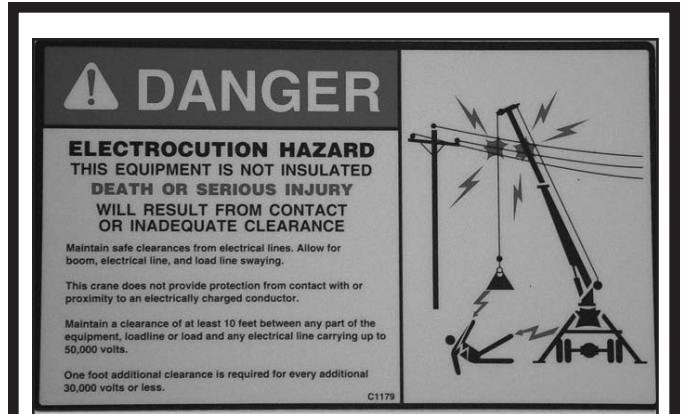 DANGER
ELECTROCUTION HAZARD
THIS EQUIPMENT IS NOT INSULATED
DEATH OR SERIOUS INJURY
WILL RESULT FROM CONTACT
OR INADEQUATE CLEARANCE
Maintain safe clearances from electrical lines. Allow for
boom, electrical line, and load line swaying.
This crane does not provide protection from contact with or
proximity to an electrically charged conductor.
Maintain a clearance of at least 10 feet between any part of the
equipment, loadline or load and any electrical line carrying up to
50,000 volts.
One foot additional clearance is required for every additional
30,000 volts or less.
C1179